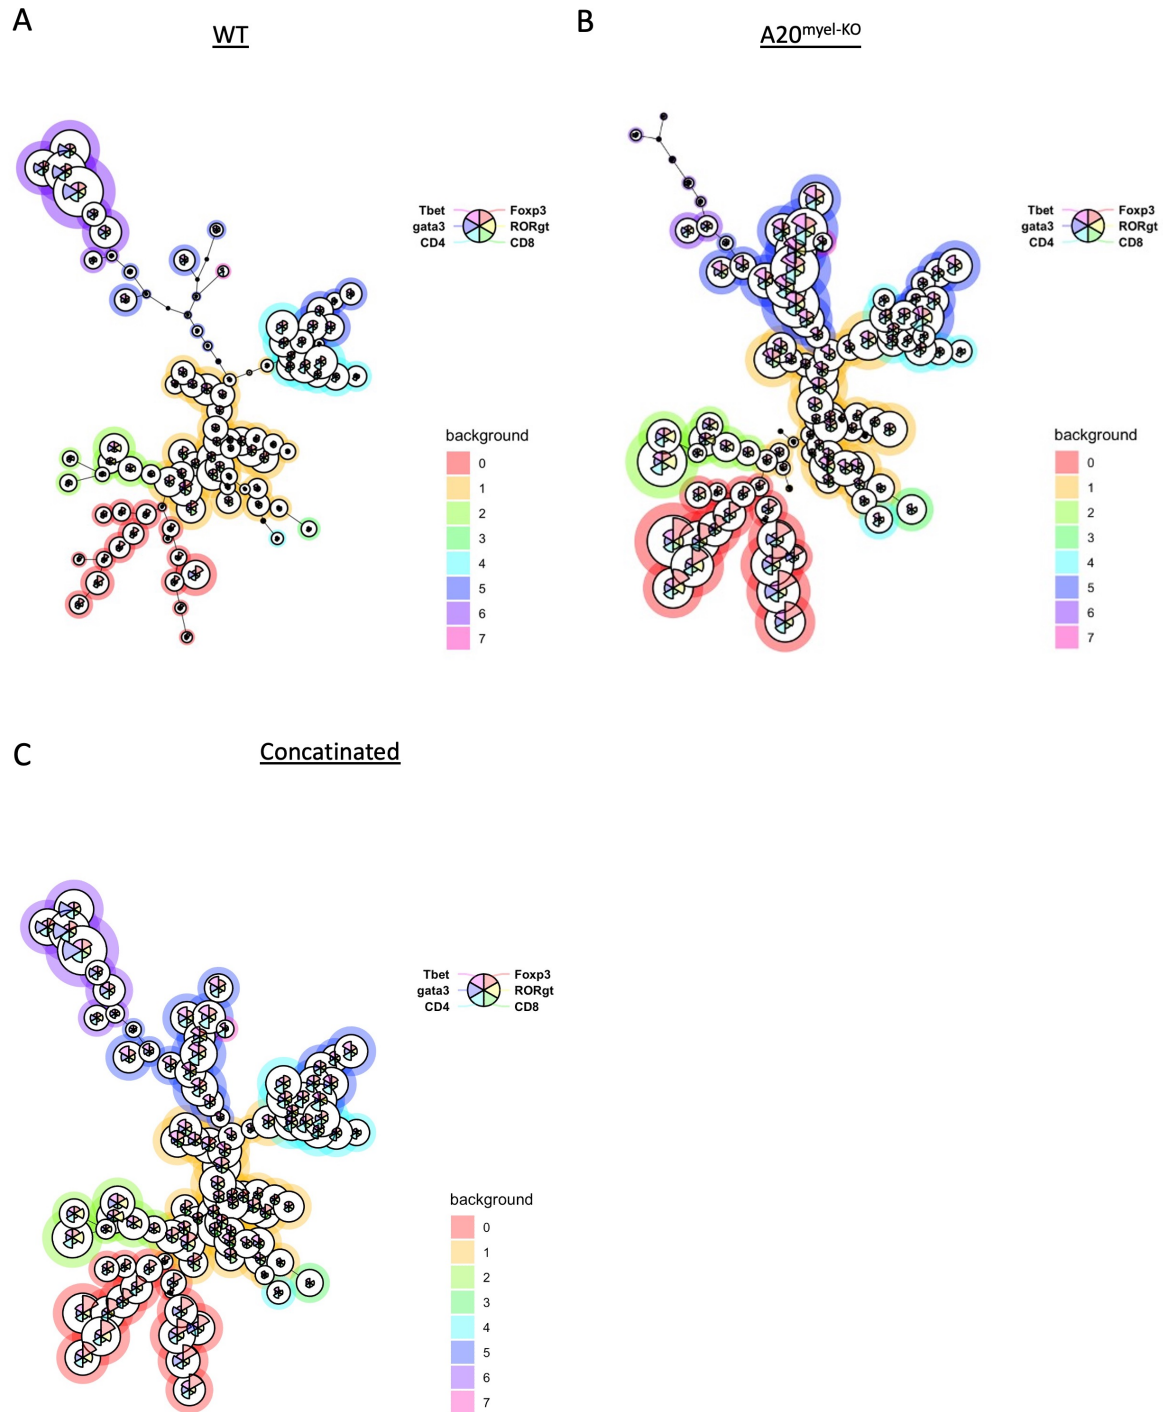 A
WT
Tbet
Foxp3
gata3
RORgt
CD4
CD8
background
0
1
2
3
4
5
6
7
B
A20myel-KO
Tbet
Foxp3
gata3
RORgt
CD4
CD8
background
0
1
2
3
4
5
6
7
C
Concatinated
Tbet
Foxp3
gata3
RORgt
CD4
CD8
background
0
1
2
3
4
5
6
7